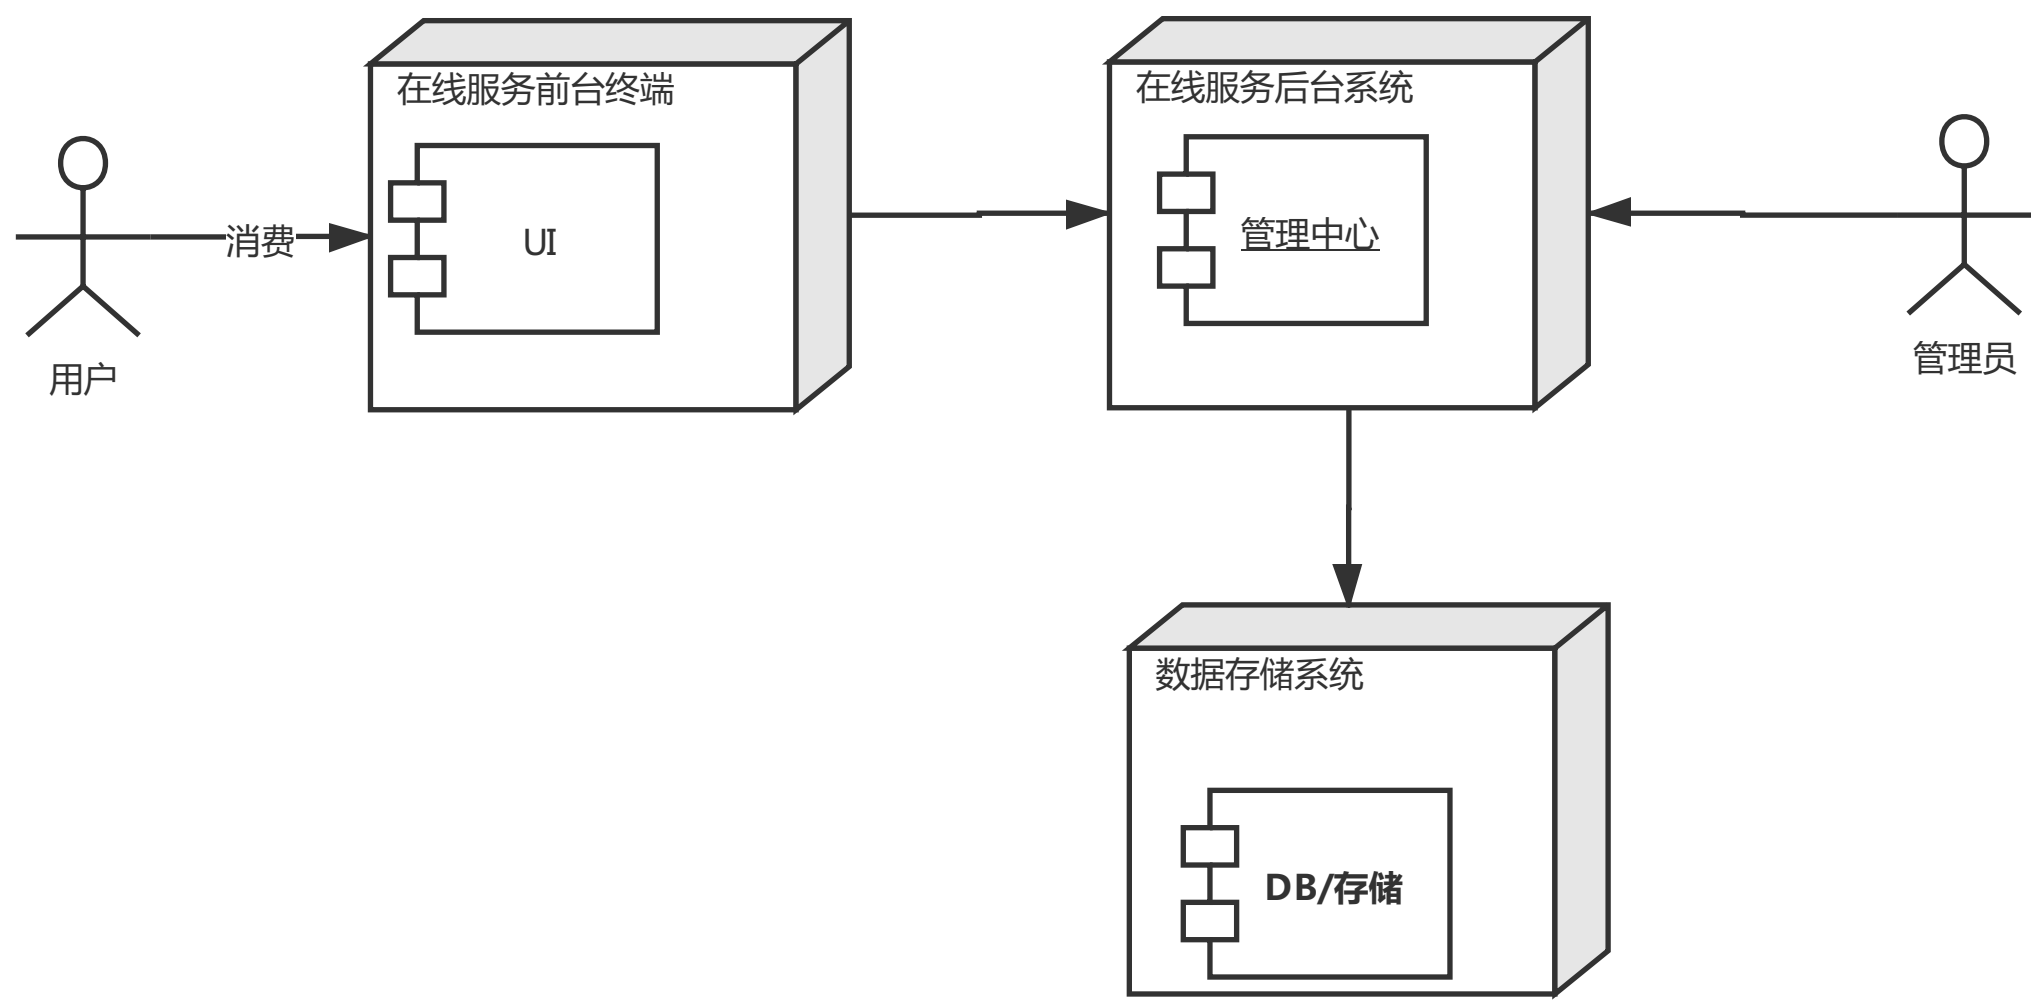 在线服务前台终端
在线服务后台系统
消费
UI
管理中心
用户
管理员
数据存储系统
DB/存储